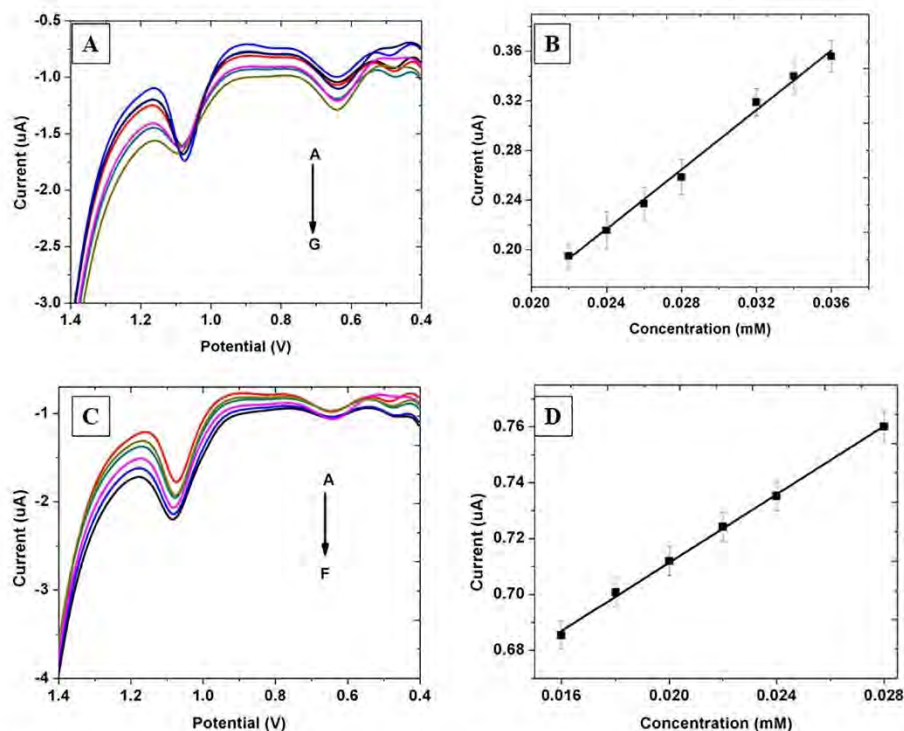 A
-0.5
-1.0
-1.5
-2.0
-2.5
-3.0
Current (uA)
1.4 1.2 1.0 0.8 0.6 0.4
Potential (V)
A
G
B
0.36
0.32
0.28
0.24
0.20
Current (uA)
0.020 0.024 0.028 0.032 0.036
Concentration (mM)
C
-1
-2
-3
-4
Current (uA)
1.4 1.2 1.0 0.8 0.6 0.4
Potential (V)
A
F
D
0.76
0.74
0.72
0.70
0.68
Current (uA)
0.016 0.020 0.024 0.028
Concentration (mM)